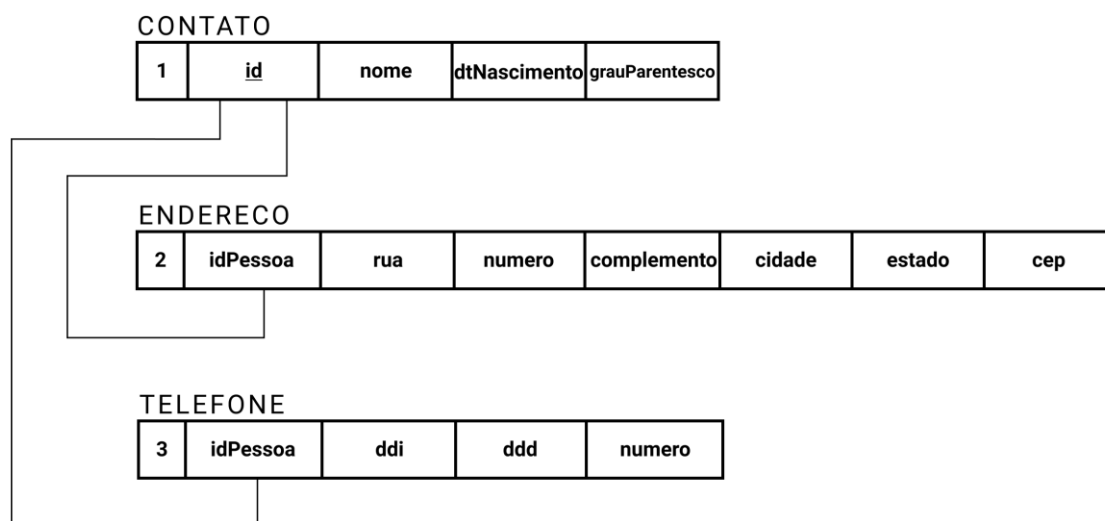 CONTATO
1 id nome dtNascimento grauParentesco
ENDERECO
2 idPessoa rua numero complemento cidade estado cep
TELEFONE
3 idPessoa ddi ddd numero